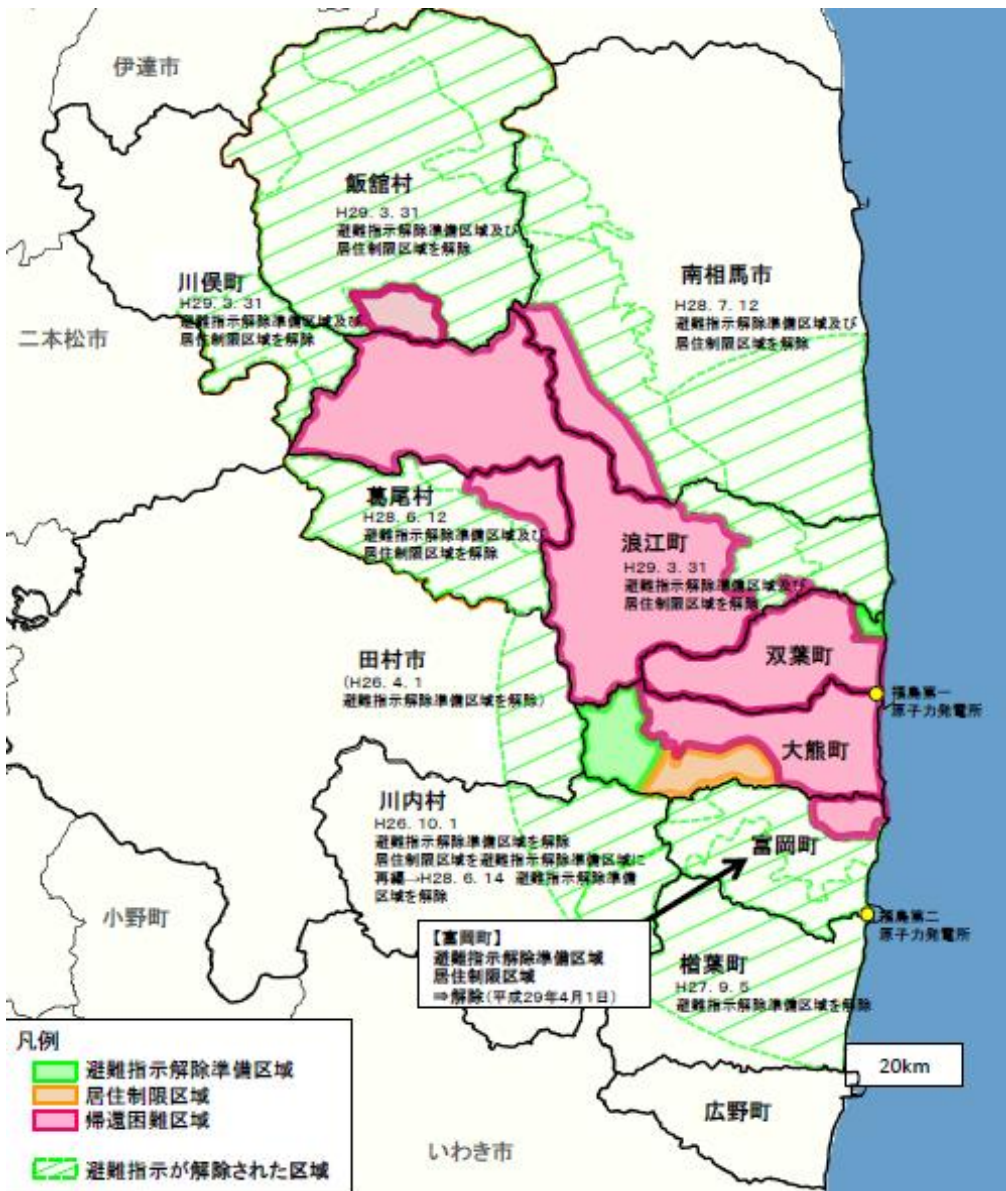 伊達市
飯舘村
H29. 3. 31
避難指示解除準備区域及び
居住制限区域を解除
川俣町
H29. 3. 31
避難指示解除準備区域及び
居住制限区域を解除
二本松市
南相馬市
H28. 7. 12
避難指示解除準備区域及び
居住制限区域を解除
葛尾村
H28. 6. 12
避難指示解除準備区域及び
居住制限区域を解除
浪江町
H29. 3. 31
避難指示解除準備区域及び
居住制限区域を解除
双葉町
田村市
(H26. 4. 1
避難指示解除準備区域を解除)
福島第一
原子力発電所
大熊町
川内村
H26. 10. 1
避難指示解除準備区域を解除
居住制限区域を避難指示解除準備区域に
再編→H28. 6. 14 避難指示解除準備
区域を解除
富岡町
小野町
福島第二
原子力発電所
【富岡町】
避難指示解除準備区域
居住制限区域
⇒解除(平成29年4月1日)
楢葉町
H27. 9. 5
避難指示解除準備区域を解除
凡例
避難指示解除準備区域
居住制限区域
帰還困難区域
避難指示が解除された区域
20km
広野町
いわき市